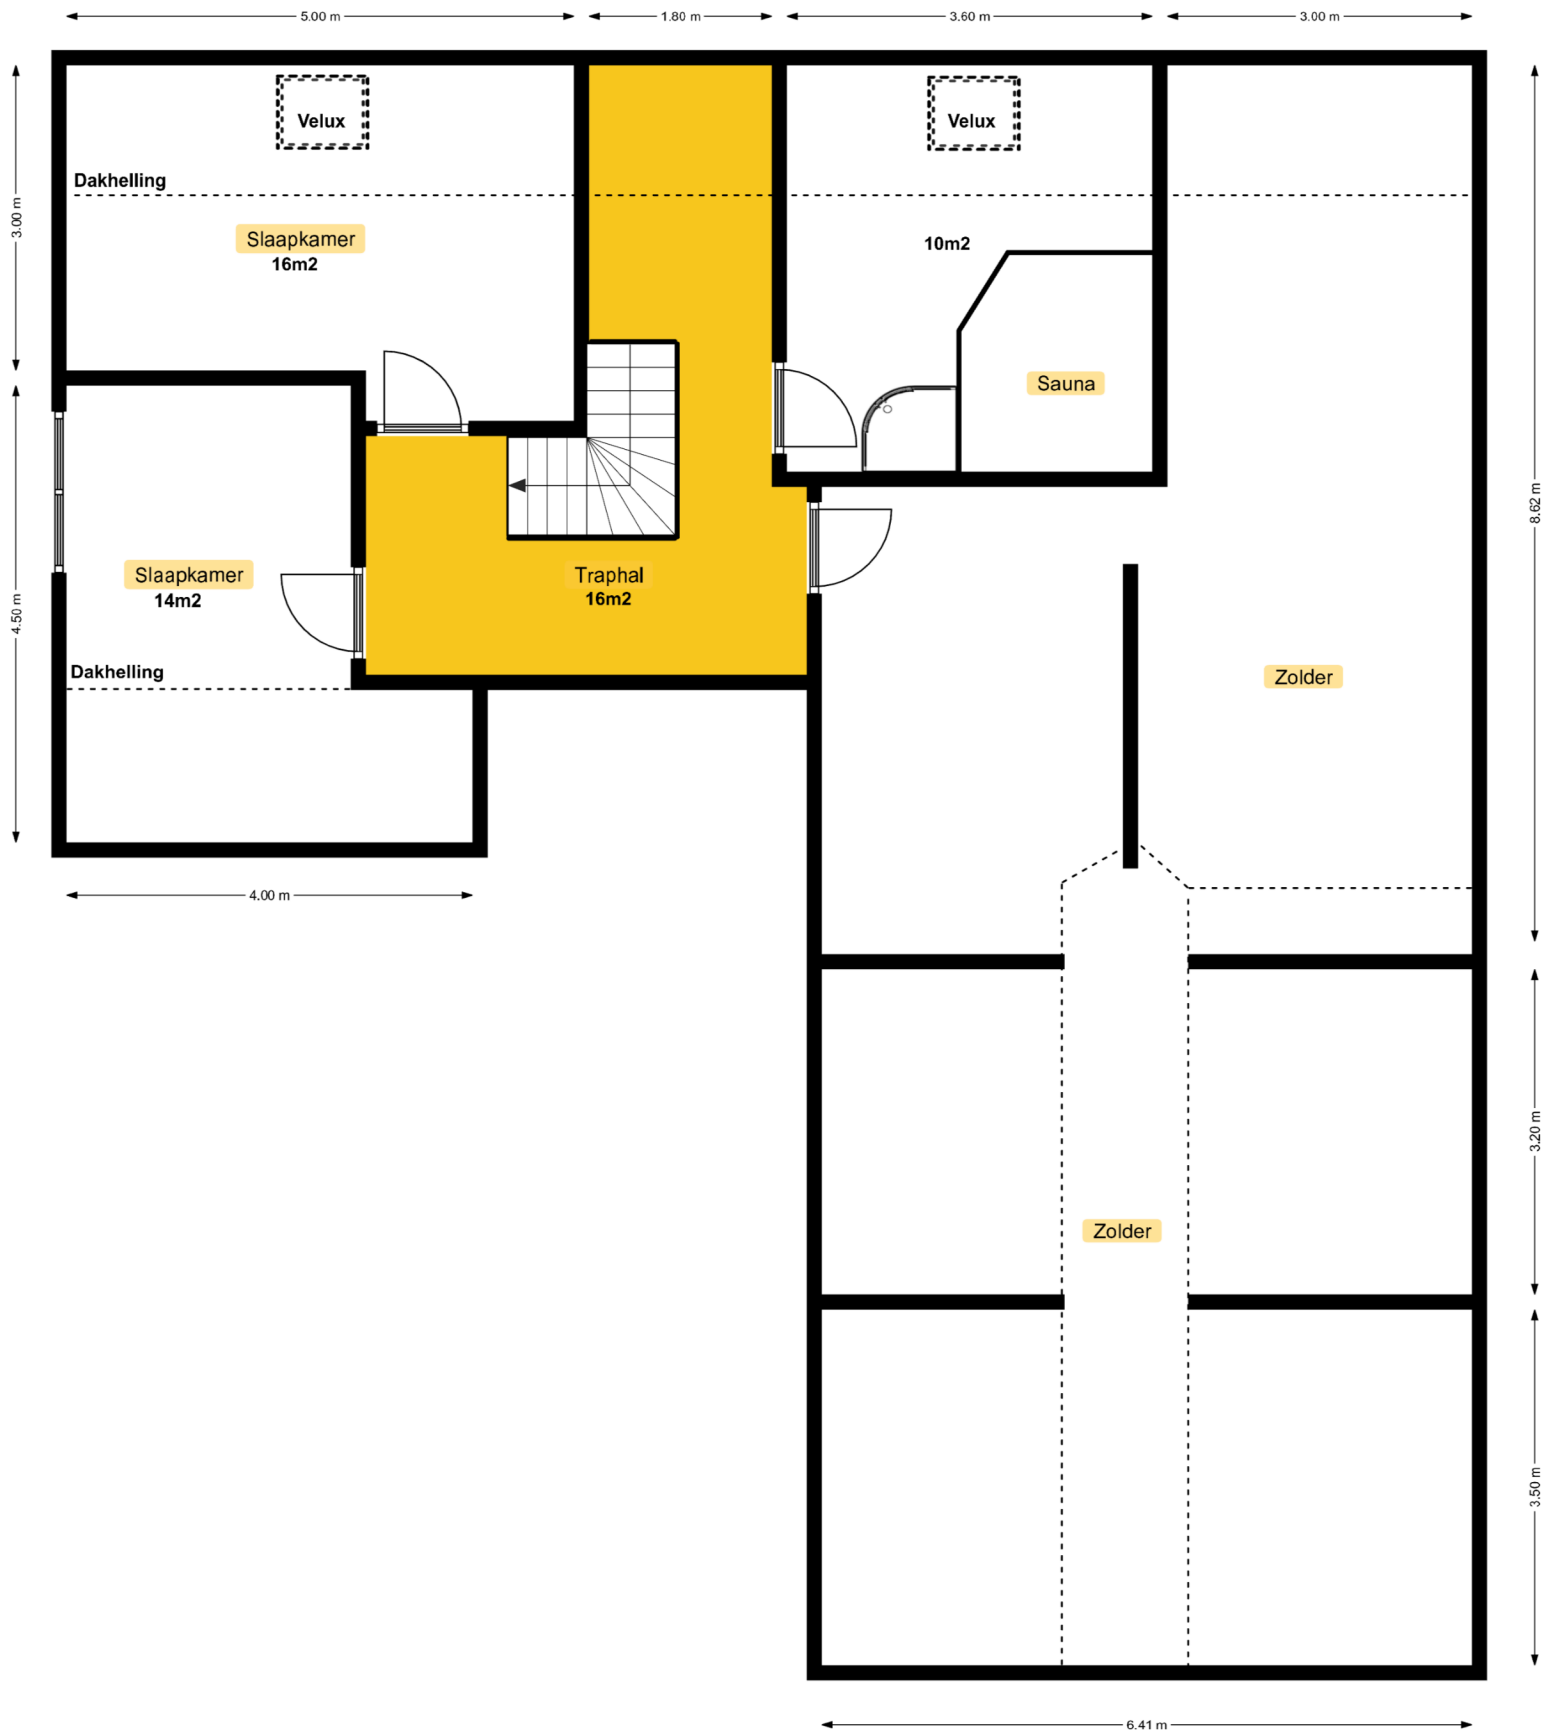 5.00 m
1.80 m
3.60 m
3.00 m
Velux
Velux
Dakhelling
3.00 m
Slaapkamer
16m2
10m2
Sauna
8.62 m
Slaapkamer
14m2
Traphal
16m2
4.50 m
Dakhelling
Zolder
4.00 m
3.20 m
Zolder
3.50 m
6.41 m